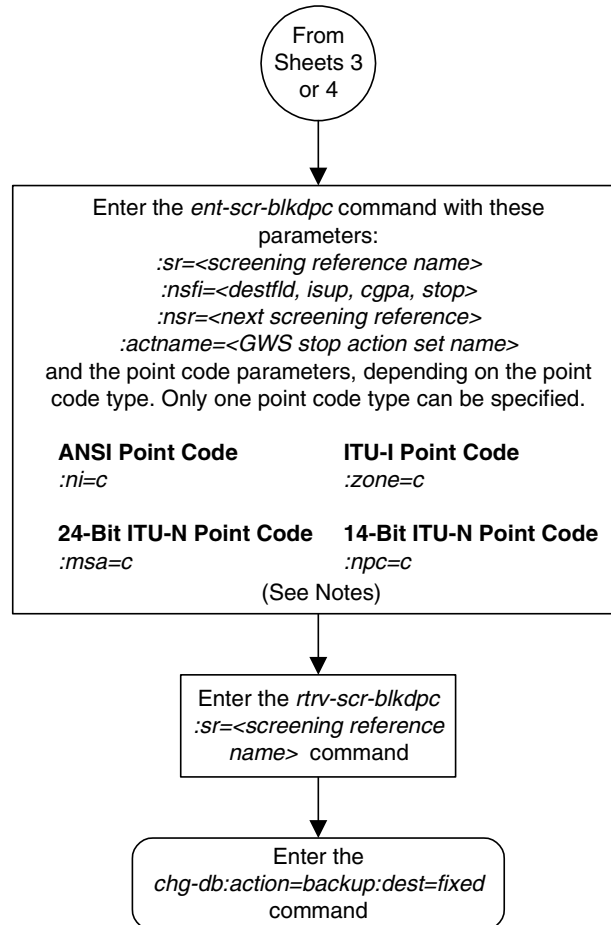 From
Sheets 3
or 4
Enter the ent-scr-blkdpc command with these
parameters:
:sr=<screening reference name>
:nsfi=<destfld, isup, cgpa, stop>
:nsr=<next screening reference>
:actname=<GWS stop action set name>
and the point code parameters, depending on the point
code type. Only one point code type can be specified.
ANSI Point Code
:ni=c
ITU-I Point Code
:zone=c
24-Bit ITU-N Point Code
:msa=c
14-Bit ITU-N Point Code
:npc=c
(See Notes)
Enter the rtrv-scr-blkdpc
:sr=<screening reference
name> command
Enter the
chg-db:action=backup:dest=fixed
command